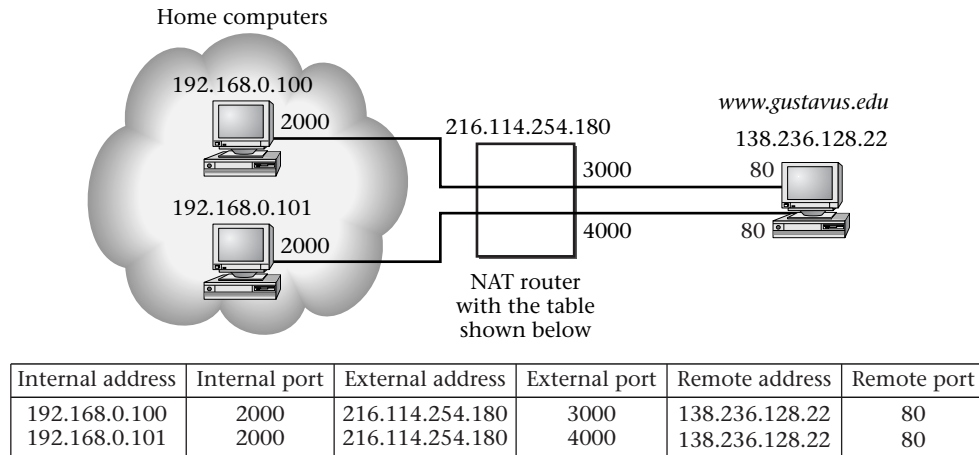 Home computers
192.168.0.100
2000
192.168.0.101
2000
216.114.254.180
3000
4000
NAT router
with the table
shown below
www.gustavus.edu
138.236.128.22
80
80
Internal address Internal port External address External port Remote address Remote port
192.168.0.100 2000 216.114.254.180 3000 138.236.128.22 80
192.168.0.101 2000 216.114.254.180 4000 138.236.128.22 80